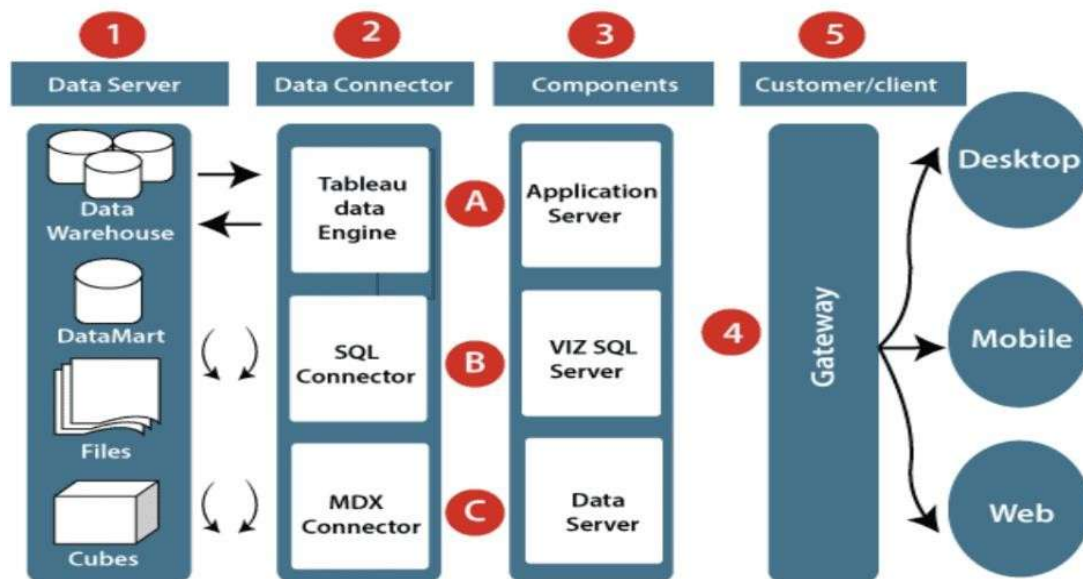 1
2
3
5
Data Server
Data Connector
Components
Customer/client
Data
Warehouse
DataMart
Files
Cubes
Tableau
data
Engine
SQL
Connector
MDX
Connector
A
B
C
Application
Server
VIZ SQL
Server
Data
Server
4
Gateway
Desktop
Mobile
Web